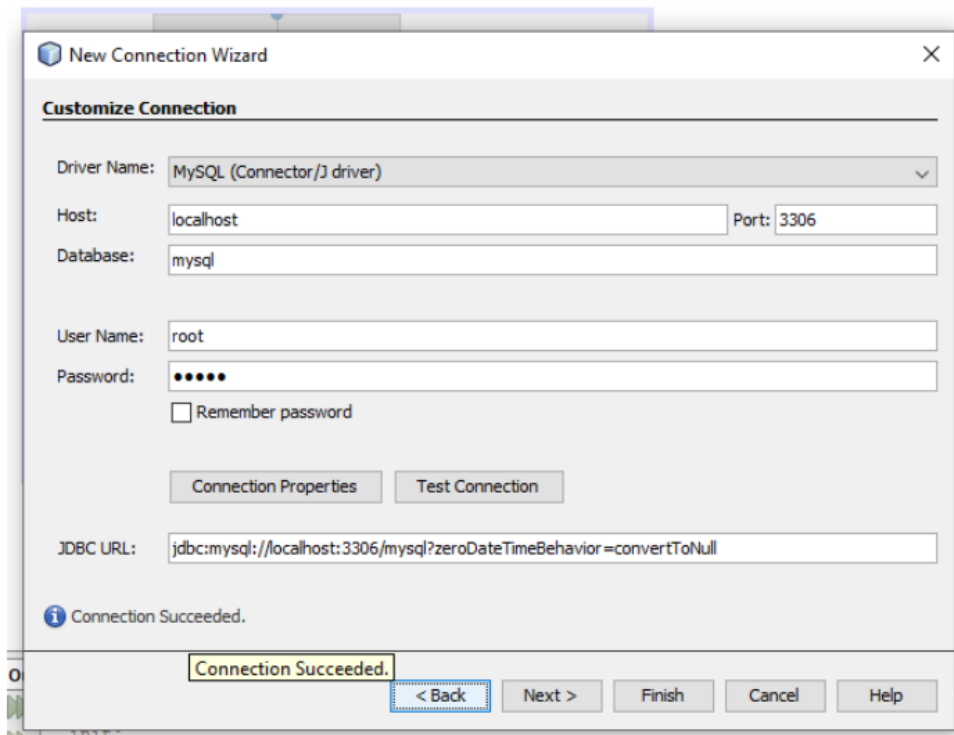 New Connection Wizard
Customize Connection
Driver Name: MySQL (Connector/J driver)
Host: localhost Port: 3306
Database: mysql
User Name: root
Password: •••••
Remember password
Connection Properties Test Connection
JDBC URL: jdbc:mysql://localhost:3306/mysql?zeroDateTimeBehavior=convertToNull
Connection Succeeded.
Connection Succeeded.
< Back Next > Finish Cancel Help